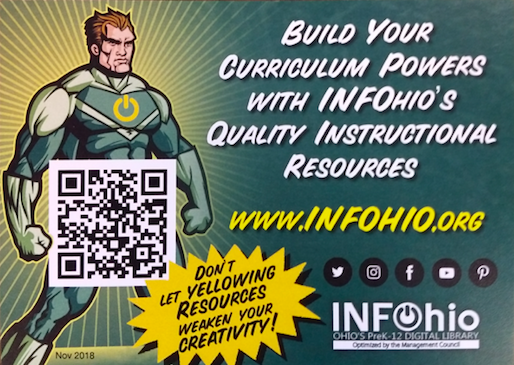 BUILD YOUR
CURRICULUM POWERS
WITH INFOHIO'S
QUALITY INSTRUCTIONAL
RESOURCES
WWW.INFOHIO.ORG
DON'T
LET YELLOWING
RESOURCES
WEAKEN YOUR
CREATIVITY!
INFOhio
OHIO'S PreK-12 DIGITAL LIBRARY
Optimized by the Management Council
Nov 2018